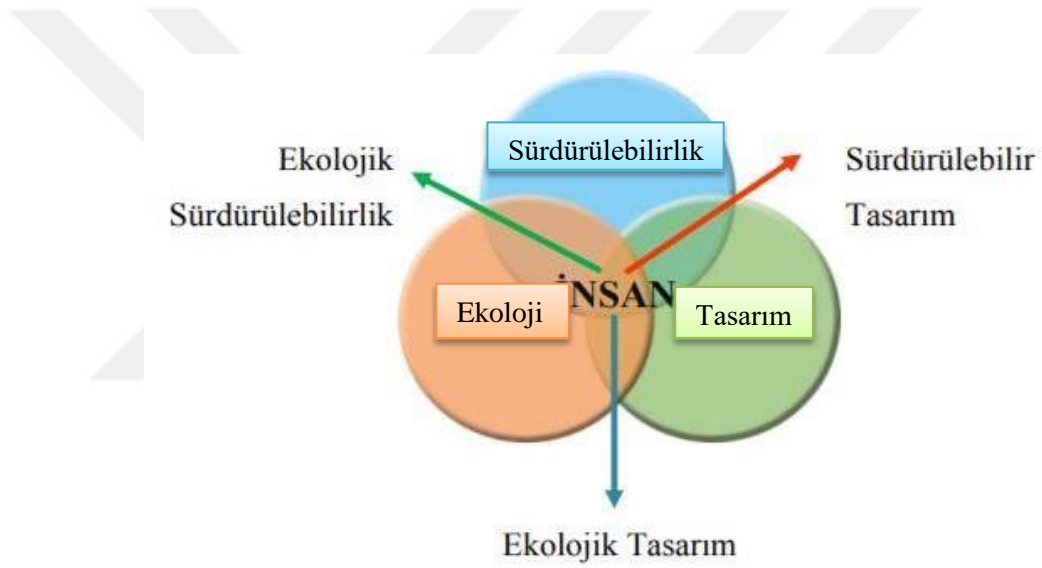 Sürdürülebilirlik
Ekolojik
Sürdürülebilirlik
Sürdürülebilir
Tasarım
İNSAN
Ekoloji
Tasarım
Ekolojik Tasarım